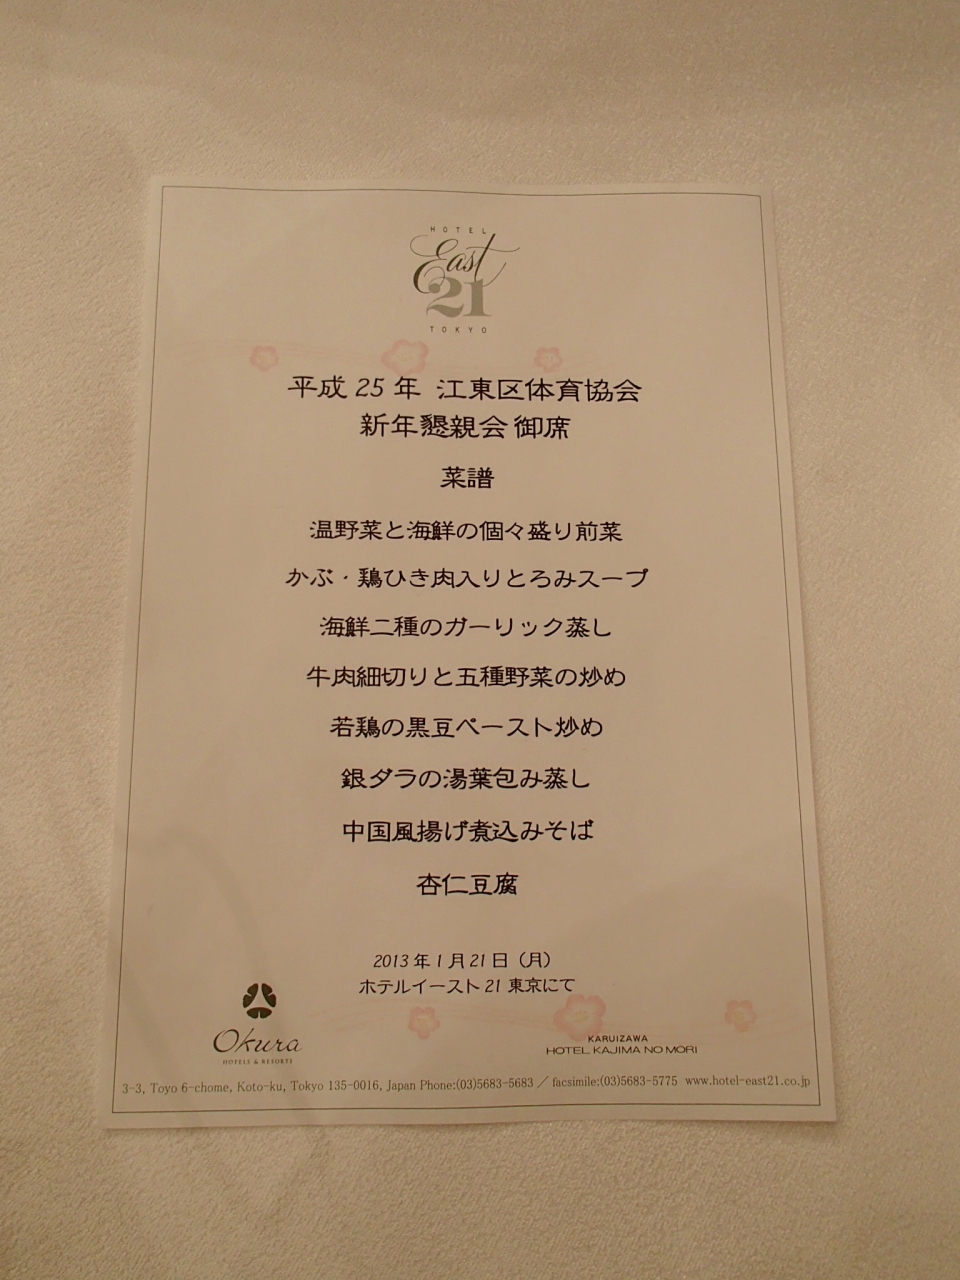 HOTEL
East
21
TOKYO
平成 25 年 江東区体育協会
新年懇親会 御席
菜譜
温野菜と海鮮の個々盛り前菜
かぶ・鶏ひき肉入りとろみスープ
海鮮二種のガーリック蒸し
牛肉細切りと五種野菜の炒め
若鶏の黒豆ペースト炒め
銀ダラの湯葉包み蒸し
中国風揚げ煮込みそば
杏仁豆腐
2013 年 1 月 21 日（月）
ホテルイースト 21 東京にて
Okura
HOTELS & RESORTS
KARUIZAWA
HOTEL KAJIMA NO MORI
3-3, Toyo 6-chome, Koto-ku, Tokyo 135-0016, Japan Phone:(03)5683-5683 ／ facsimile:(03)5683-5775 www.hotel-east21.co.jp